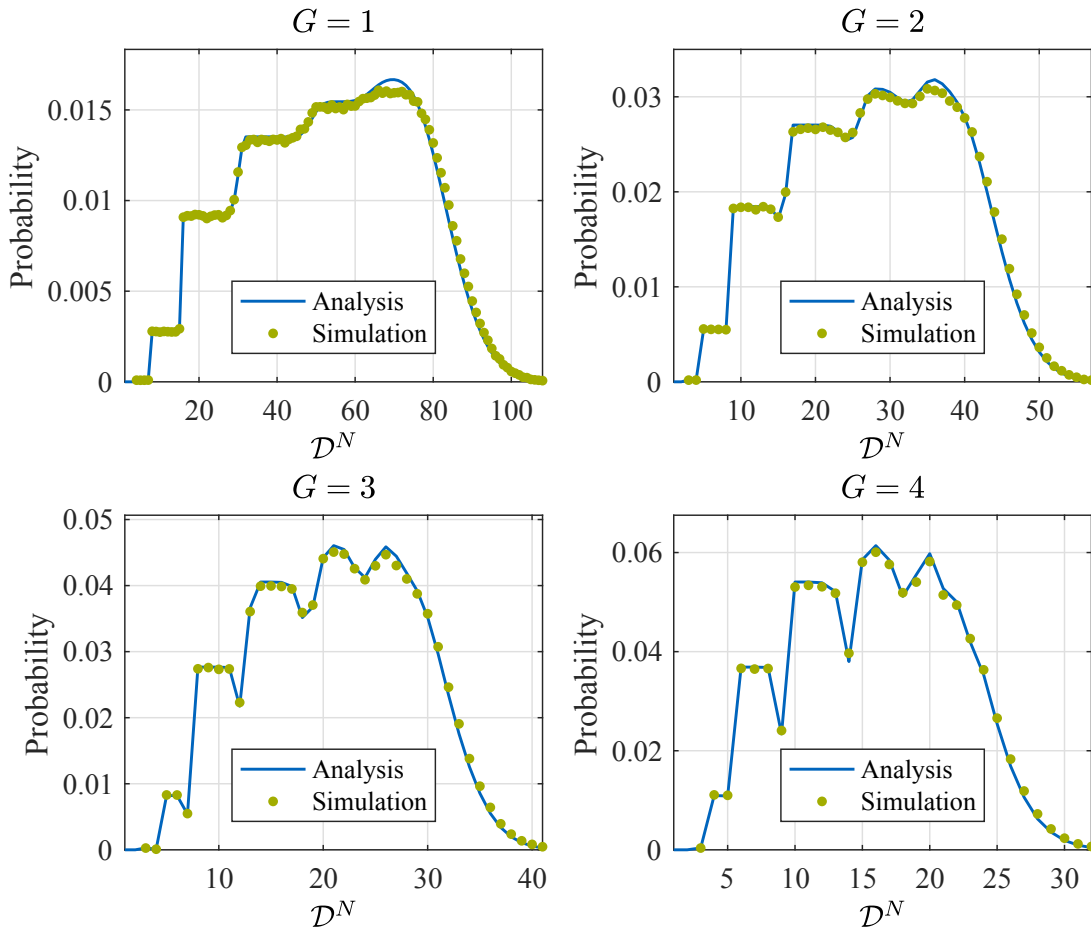 G = 1
Probability
0.015
0.01
0.005
0
Analysis
Simulation
20 40 60 80 100
𝒟^N
G = 2
Probability
0.03
0.02
0.01
0
Analysis
Simulation
10 20 30 40 50
𝒟^N
G = 3
Probability
0.05
0.04
0.03
0.02
0.01
0
Analysis
Simulation
10 20 30 40
𝒟^N
G = 4
Probability
0.06
0.04
0.02
0
Analysis
Simulation
5 10 15 20 25 30
𝒟^N